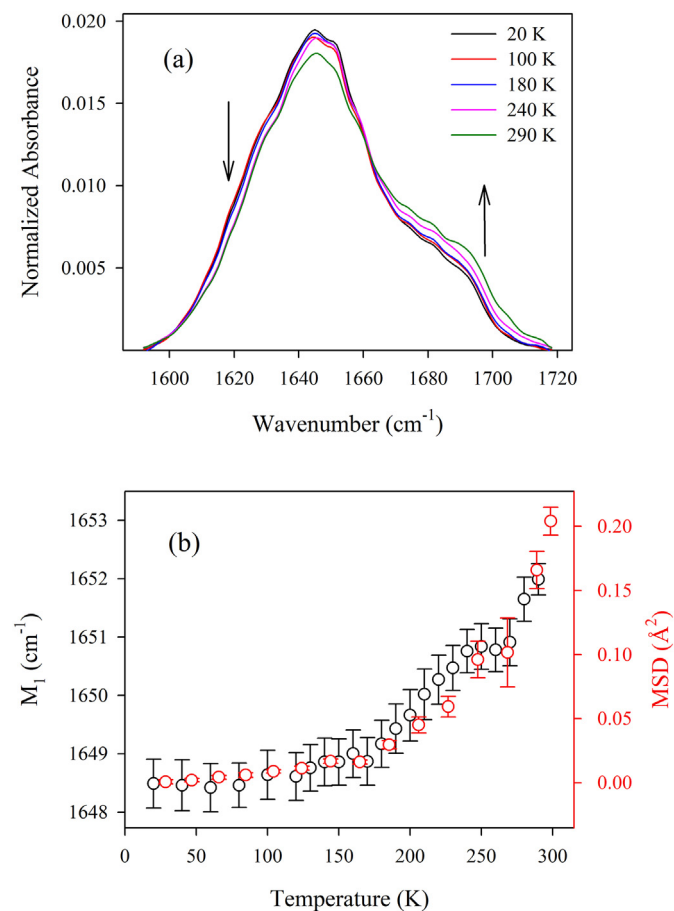 (a)
20 K
100 K
180 K
240 K
290 K
Normalized Absorbance
0.020
0.015
0.010
0.005
1600 1620 1640 1660 1680 1700 1720
Wavenumber (cm⁻¹)
(b)
M₁ (cm⁻¹)
1653
1652
1651
1650
1649
1648
0.20
0.15
0.10
0.05
0.00
MSD (Å²)
0 50 100 150 200 250 300
Temperature (K)